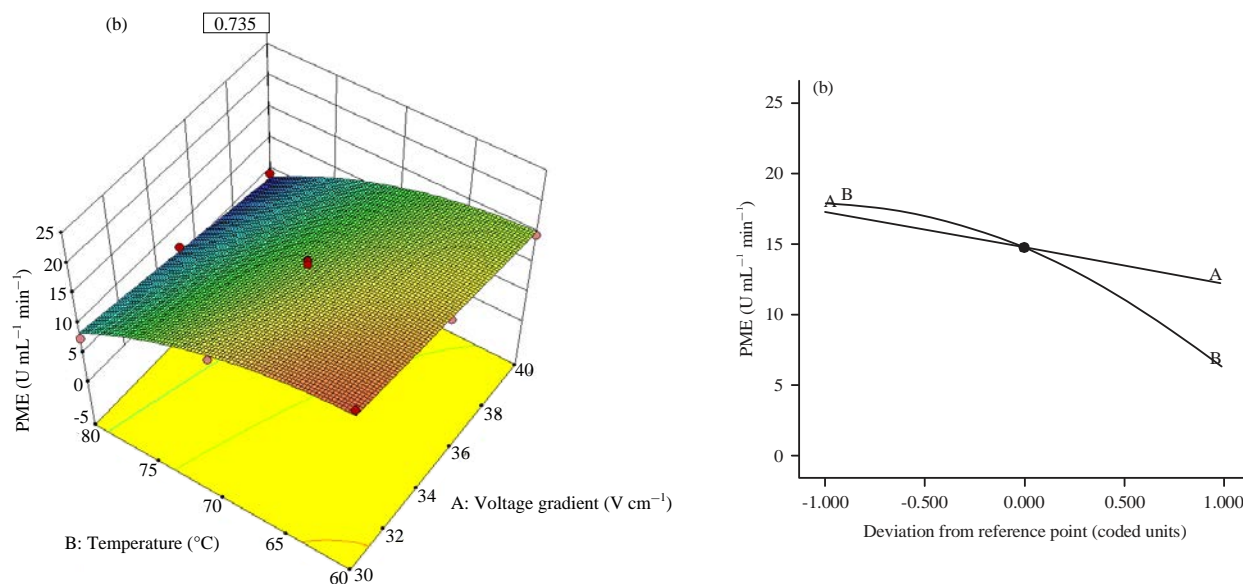 (b)
0.735
25
20
15
10
5
0
-5
PME (U mL⁻¹ min⁻¹)
80
75
70
65
60
B: Temperature (°C)
30
32
34
36
38
40
A: Voltage gradient (V cm⁻¹)
(b)
25
20
15
10
5
0
PME (U mL⁻¹ min⁻¹)
A
B
A
B
-1.000
-0.500
0.000
0.500
1.000
Deviation from reference point (coded units)